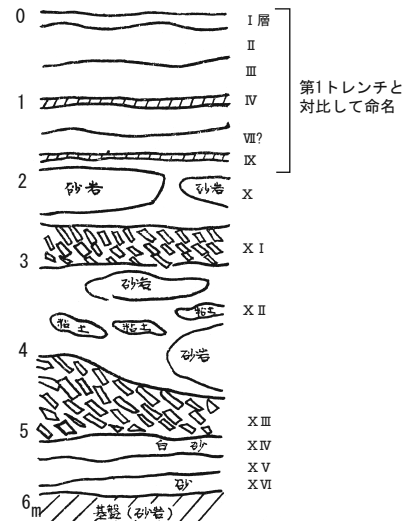 0
I 層
II
III
第1トレンチと
対比して命名
1
IV
VII?
IX
2
砂岩
砂岩
X
3
XI
砂岩
粘土
XII
粘土
粘土
砂岩
4
5
XIII
白 砂
XIV
XV
砂
XVI
6m
基盤(砂岩)